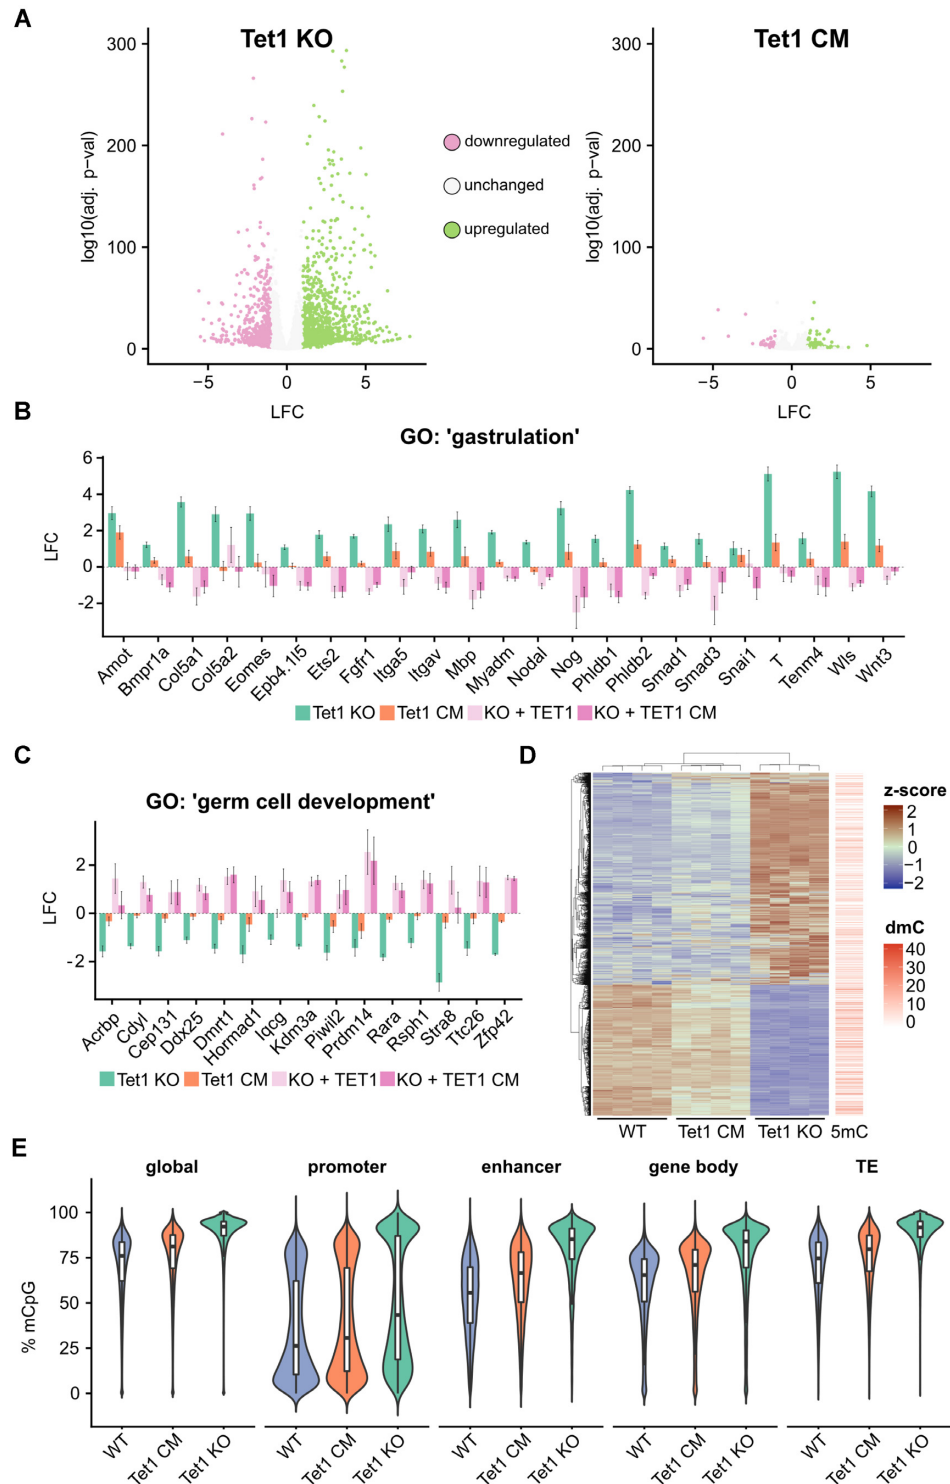 A
Tet1 KO
Tet1 CM
300
200
100
0
log10(adj. p-val)
−5
0
5
LFC
downregulated
unchanged
upregulated
300
200
100
0
log10(adj. p-val)
−5
0
5
LFC
B
GO: 'gastrulation'
6
4
2
0
-2
LFC
Amot
Bmpr1a
Col5a1
Col5a2
Eomes
Epb4.1l5
Ets2
Fgfr1
Itga5
Itgav
Mbp
Myadm
Nodal
Nog
Phldb1
Phldb2
Smad1
Smad3
Snai1
T
Tenm4
Wls
Wnt3
Tet1 KO Tet1 CM KO + TET1 KO + TET1 CM
C
GO: 'germ cell development'
2
0
-2
LFC
Acrbp
Cdyl
Cep131
Ddx25
Dmrt1
Hormad1
Iqcg
Kdm3a
Piwil2
Prdm14
Rara
Rsph1
Stra8
Ttc26
Zfp42
Tet1 KO Tet1 CM KO + TET1 KO + TET1 CM
D
WT Tet1 CM Tet1 KO 5mC
z-score
2
1
0
−1
−2
dmC
40
30
20
10
0
E
global promoter enhancer gene body TE
100
75
50
25
0
% mCpG
WT Tet1 CM Tet1 KO WT Tet1 CM Tet1 KO WT Tet1 CM Tet1 KO WT Tet1 CM Tet1 KO WT Tet1 CM Tet1 KO